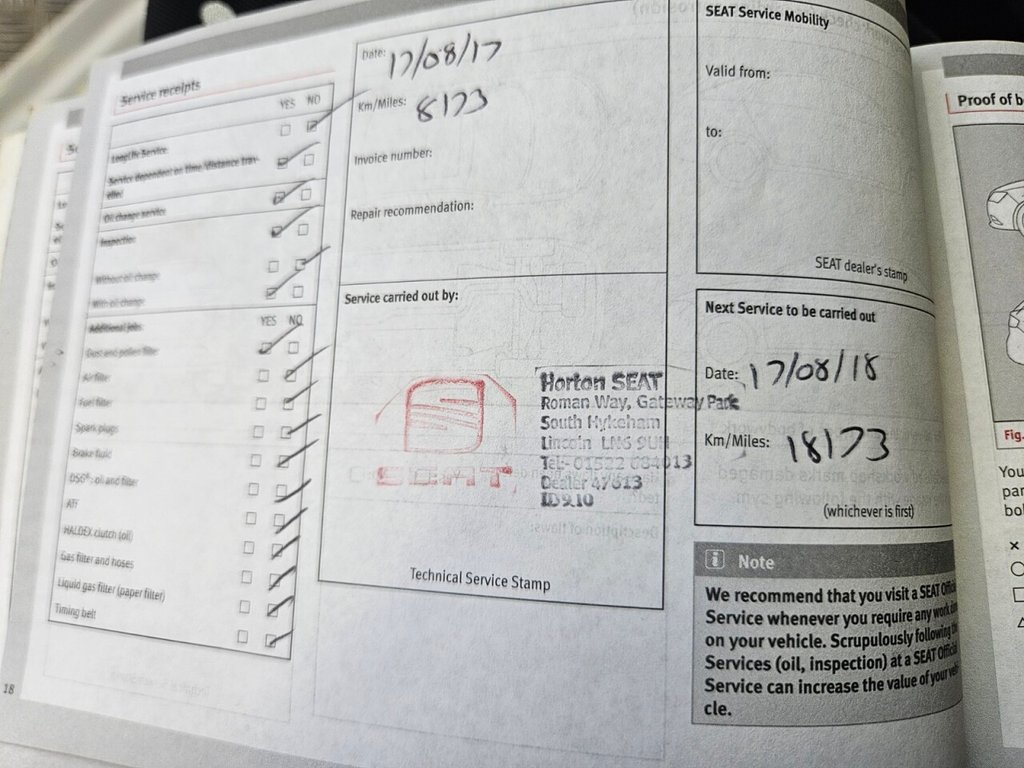 Service receipts
YES NO
LongLife Service
Service dependent on time/distance trav-
elled
Oil change service
Inspection
Without oil change
With oil change
Additional jobs
YES NO
Dust and pollen filter
Air filter
Fuel filter
Spark plugs
Brake fluid
DSG®: oil and filter
ATF
HALDEX clutch (oil)
Gas filter and hoses
Liquid gas filter (paper filter)
Timing belt
18
Date: 17/08/17
Km/Miles: 8173
Invoice number:
Repair recommendation:
Service carried out by:
SEAT
Horton SEAT
Roman Way, Gateway Park
South Hykeham
Lincoln LN6 9UH
Tel:- 01522 684013
Dealer 47613
ID910
Technical Service Stamp
SEAT Service Mobility
Valid from:
to:
SEAT dealer's stamp
Next Service to be carried out
Date: 17/08/18
Km/Miles: 18173
(whichever is first)
i Note
We recommend that you visit a SEAT Official
Service whenever you require any work done
on your vehicle. Scrupulously following the
Services (oil, inspection) at a SEAT Official
Service can increase the value of your vehi-
cle.
Proof of b
Fig.
You
par
bo